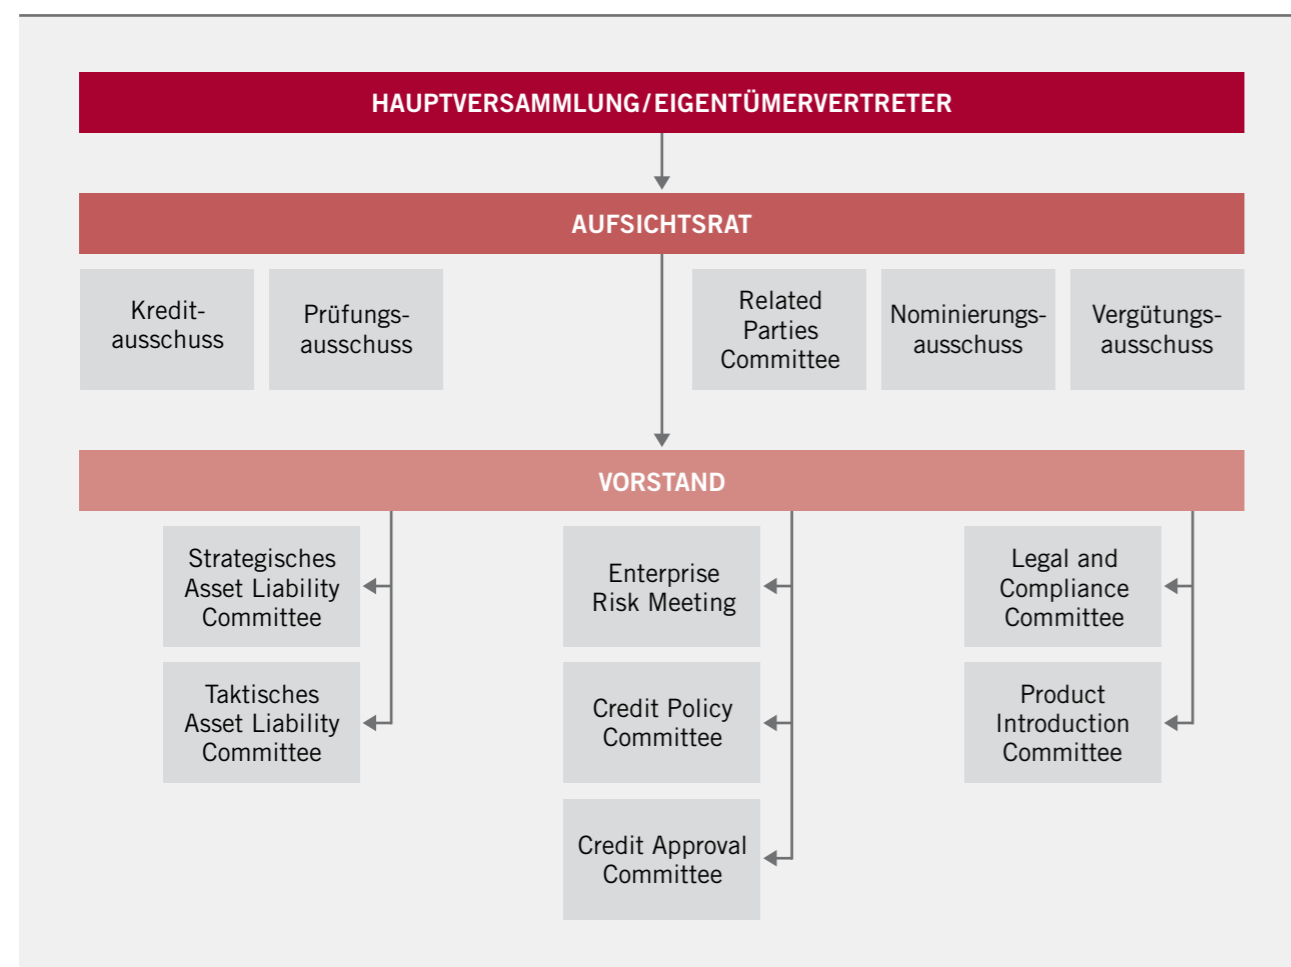 HAUPTVERSAMMLUNG/EIGENTÜMERVERTRETER
AUFSICHTSRAT
Kredit-
ausschuss
Prüfungs-
ausschuss
Related
Parties
Committee
Nominierungs-
ausschuss
Vergütungs-
ausschuss
VORSTAND
Strategisches
Asset Liability
Committee
Taktisches
Asset Liability
Committee
Enterprise
Risk Meeting
Credit Policy
Committee
Credit Approval
Committee
Legal and
Compliance
Committee
Product
Introduction
Committee